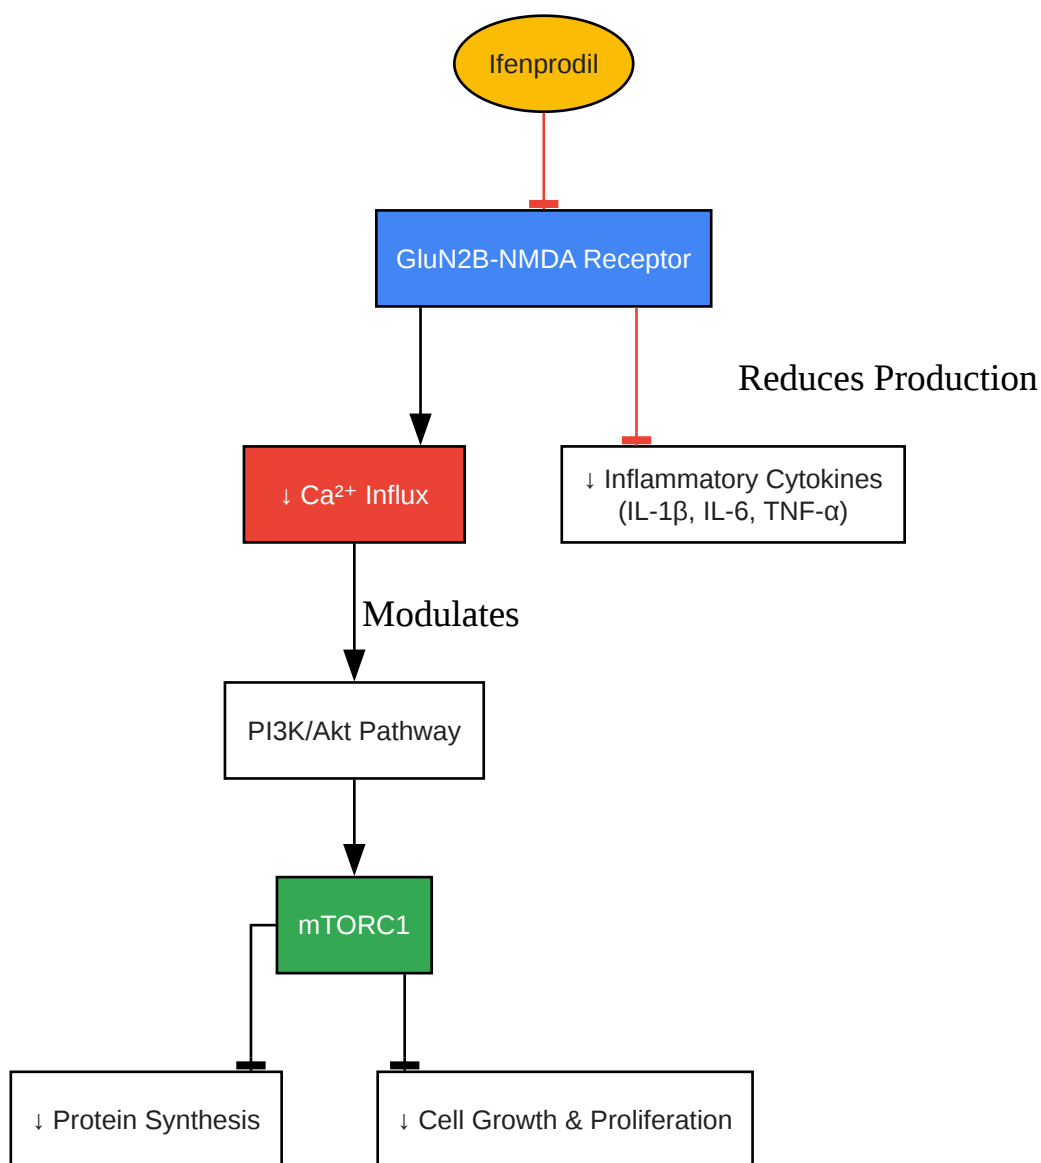 Ifenprodil
GluN2B-NMDA Receptor
Reduces Production
↓ Ca²⁺ Influx
↓ Inflammatory Cytokines
(IL-1β, IL-6, TNF-α)
Modulates
PI3K/Akt Pathway
mTORC1
↓ Protein Synthesis
↓ Cell Growth & Proliferation